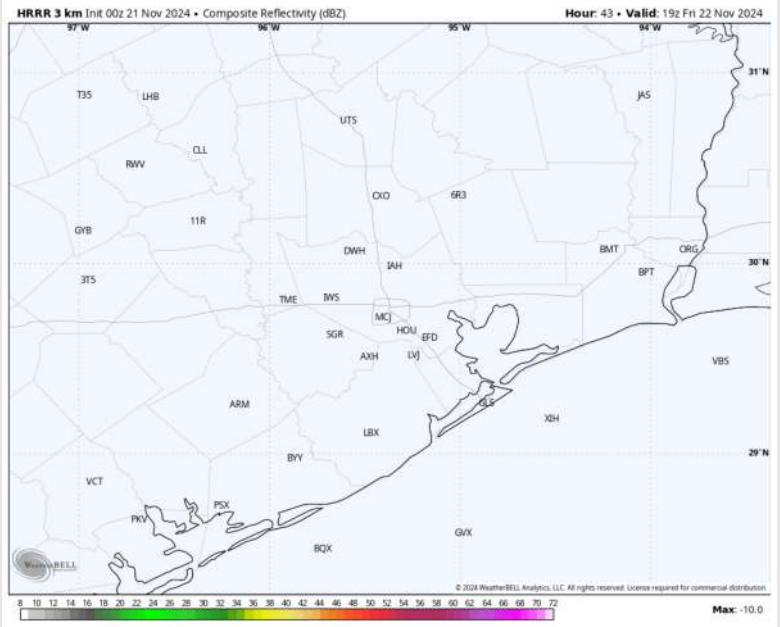 HRRR 3 km Init 00z 21 Nov 2024 • Composite Reflectivity (dBZ) Hour: 43 • Valid: 19z Fri 22 Nov 2024
97°W 96°W 95°W 94°W
31°N
T35 LHB JAS
UTS
CLL
RWV
CXO 6R3
11R
GYB
DWH BMT ORG
IAH 30°N
BPT
3T5
TME IWS
MCJ
HOU
SGR EFD
AXH LVJ VBS
ARM GLS
XIH
LBX
29°N
BYY
VCT
PSX
PKV
GVX
BQX
WeatherBELL
© 2024 WeatherBELL Analytics, LLC. All rights reserved. License required for commercial distribution.
8 10 12 14 16 18 20 22 24 26 28 30 32 34 36 38 40 42 44 46 48 50 52 54 56 58 60 62 64 66 68 70 72
Max: -10.0